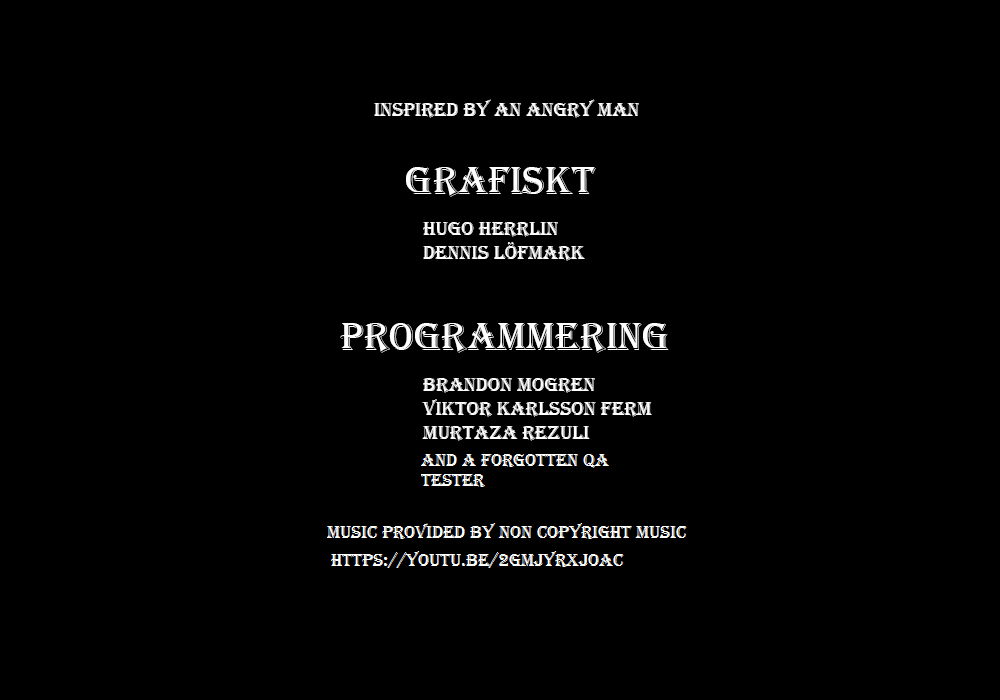 INSPIRED BY AN ANGRY MAN
GRAFISKT
HUGO HERRLIN
DENNIS LÖFMARK
PROGRAMMERING
BRANDON MOGREN
VIKTOR KARLSSON FERM
MURTAZA REZULI
AND A FORGOTTEN QA
TESTER
MUSIC PROVIDED BY NON COPYRIGHT MUSIC
HTTPS://YOUTU.BE/2GMJYRXJOAC